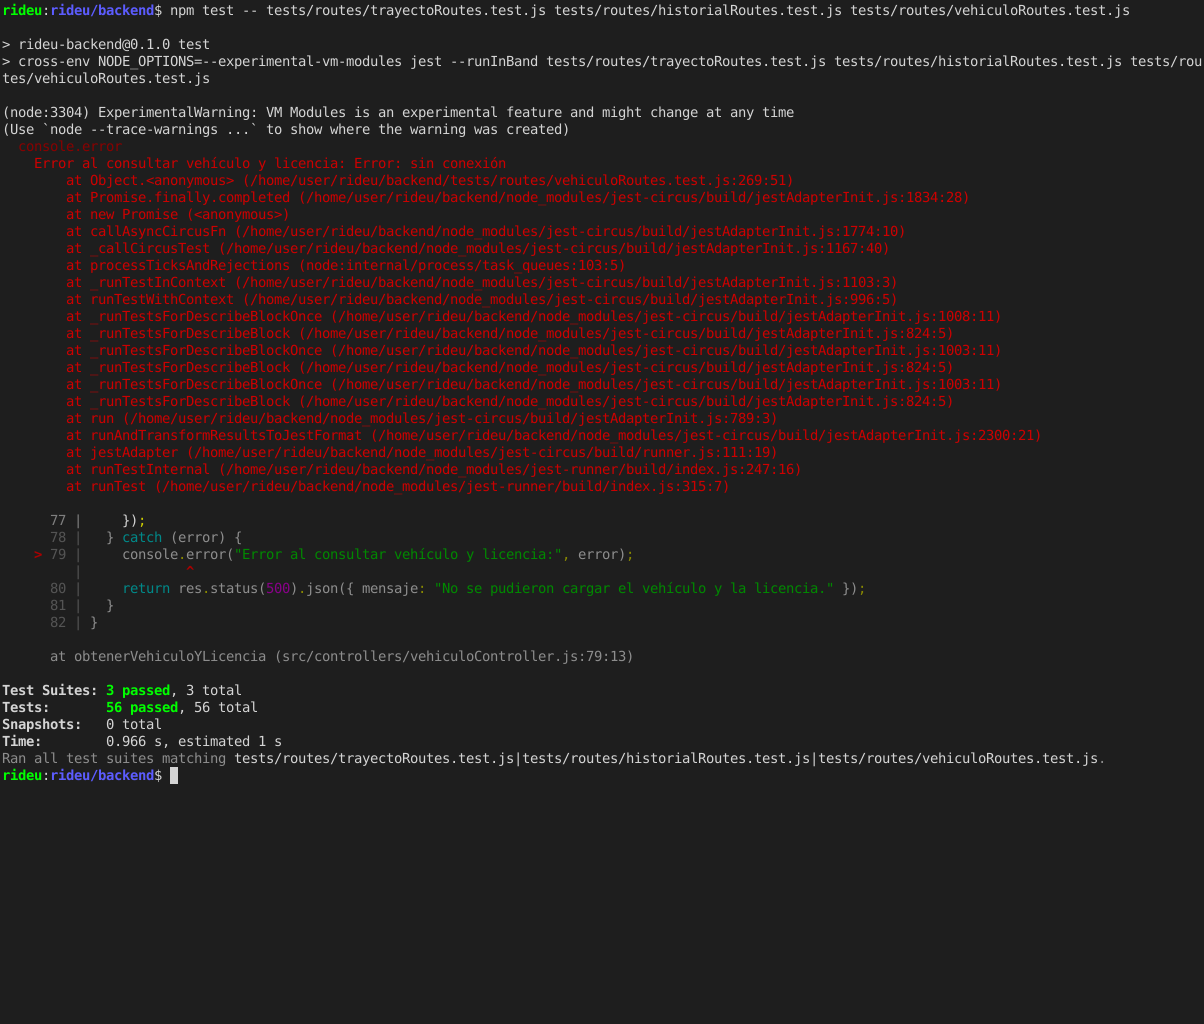 rideu:rideu/backend$ npm test -- tests/routes/trayectoRoutes.test.js tests/routes/historialRoutes.test.js tests/routes/vehiculoRoutes.test.js
> rideu-backend@0.1.0 test
> cross-env NODE_OPTIONS=--experimental-vm-modules jest --runInBand tests/routes/trayectoRoutes.test.js tests/routes/historialRoutes.test.js tests/rou
tes/vehiculoRoutes.test.js
(node:3304) ExperimentalWarning: VM Modules is an experimental feature and might change at any time
(Use `node --trace-warnings ...` to show where the warning was created)
console.error
Error al consultar vehículo y licencia: Error: sin conexión
at Object.<anonymous> (/home/user/rideu/backend/tests/routes/vehiculoRoutes.test.js:269:51)
at Promise.finally.completed (/home/user/rideu/backend/node_modules/jest-circus/build/jestAdapterInit.js:1834:28)
at new Promise (<anonymous>)
at callAsyncCircusFn (/home/user/rideu/backend/node_modules/jest-circus/build/jestAdapterInit.js:1774:10)
at _callCircusTest (/home/user/rideu/backend/node_modules/jest-circus/build/jestAdapterInit.js:1167:40)
at processTicksAndRejections (node:internal/process/task_queues:103:5)
at _runTestInContext (/home/user/rideu/backend/node_modules/jest-circus/build/jestAdapterInit.js:1103:3)
at runTestWithContext (/home/user/rideu/backend/node_modules/jest-circus/build/jestAdapterInit.js:996:5)
at _runTestsForDescribeBlockOnce (/home/user/rideu/backend/node_modules/jest-circus/build/jestAdapterInit.js:1008:11)
at _runTestsForDescribeBlock (/home/user/rideu/backend/node_modules/jest-circus/build/jestAdapterInit.js:824:5)
at _runTestsForDescribeBlockOnce (/home/user/rideu/backend/node_modules/jest-circus/build/jestAdapterInit.js:1003:11)
at _runTestsForDescribeBlock (/home/user/rideu/backend/node_modules/jest-circus/build/jestAdapterInit.js:824:5)
at _runTestsForDescribeBlockOnce (/home/user/rideu/backend/node_modules/jest-circus/build/jestAdapterInit.js:1003:11)
at _runTestsForDescribeBlock (/home/user/rideu/backend/node_modules/jest-circus/build/jestAdapterInit.js:824:5)
at run (/home/user/rideu/backend/node_modules/jest-circus/build/jestAdapterInit.js:789:3)
at runAndTransformResultsToJestFormat (/home/user/rideu/backend/node_modules/jest-circus/build/jestAdapterInit.js:2300:21)
at jestAdapter (/home/user/rideu/backend/node_modules/jest-circus/build/runner.js:111:19)
at runTestInternal (/home/user/rideu/backend/node_modules/jest-runner/build/index.js:247:16)
at runTest (/home/user/rideu/backend/node_modules/jest-runner/build/index.js:315:7)
77 |     });
78 |   } catch (error) {
> 79 |     console.error("Error al consultar vehículo y licencia:", error);
|             ^
80 |     return res.status(500).json({ mensaje: "No se pudieron cargar el vehículo y la licencia." });
81 |   }
82 | }
at obtenerVehiculoYLicencia (src/controllers/vehiculoController.js:79:13)
Test Suites: 3 passed, 3 total
Tests:       56 passed, 56 total
Snapshots:   0 total
Time:        0.966 s, estimated 1 s
Ran all test suites matching tests/routes/trayectoRoutes.test.js|tests/routes/historialRoutes.test.js|tests/routes/vehiculoRoutes.test.js.
rideu:rideu/backend$